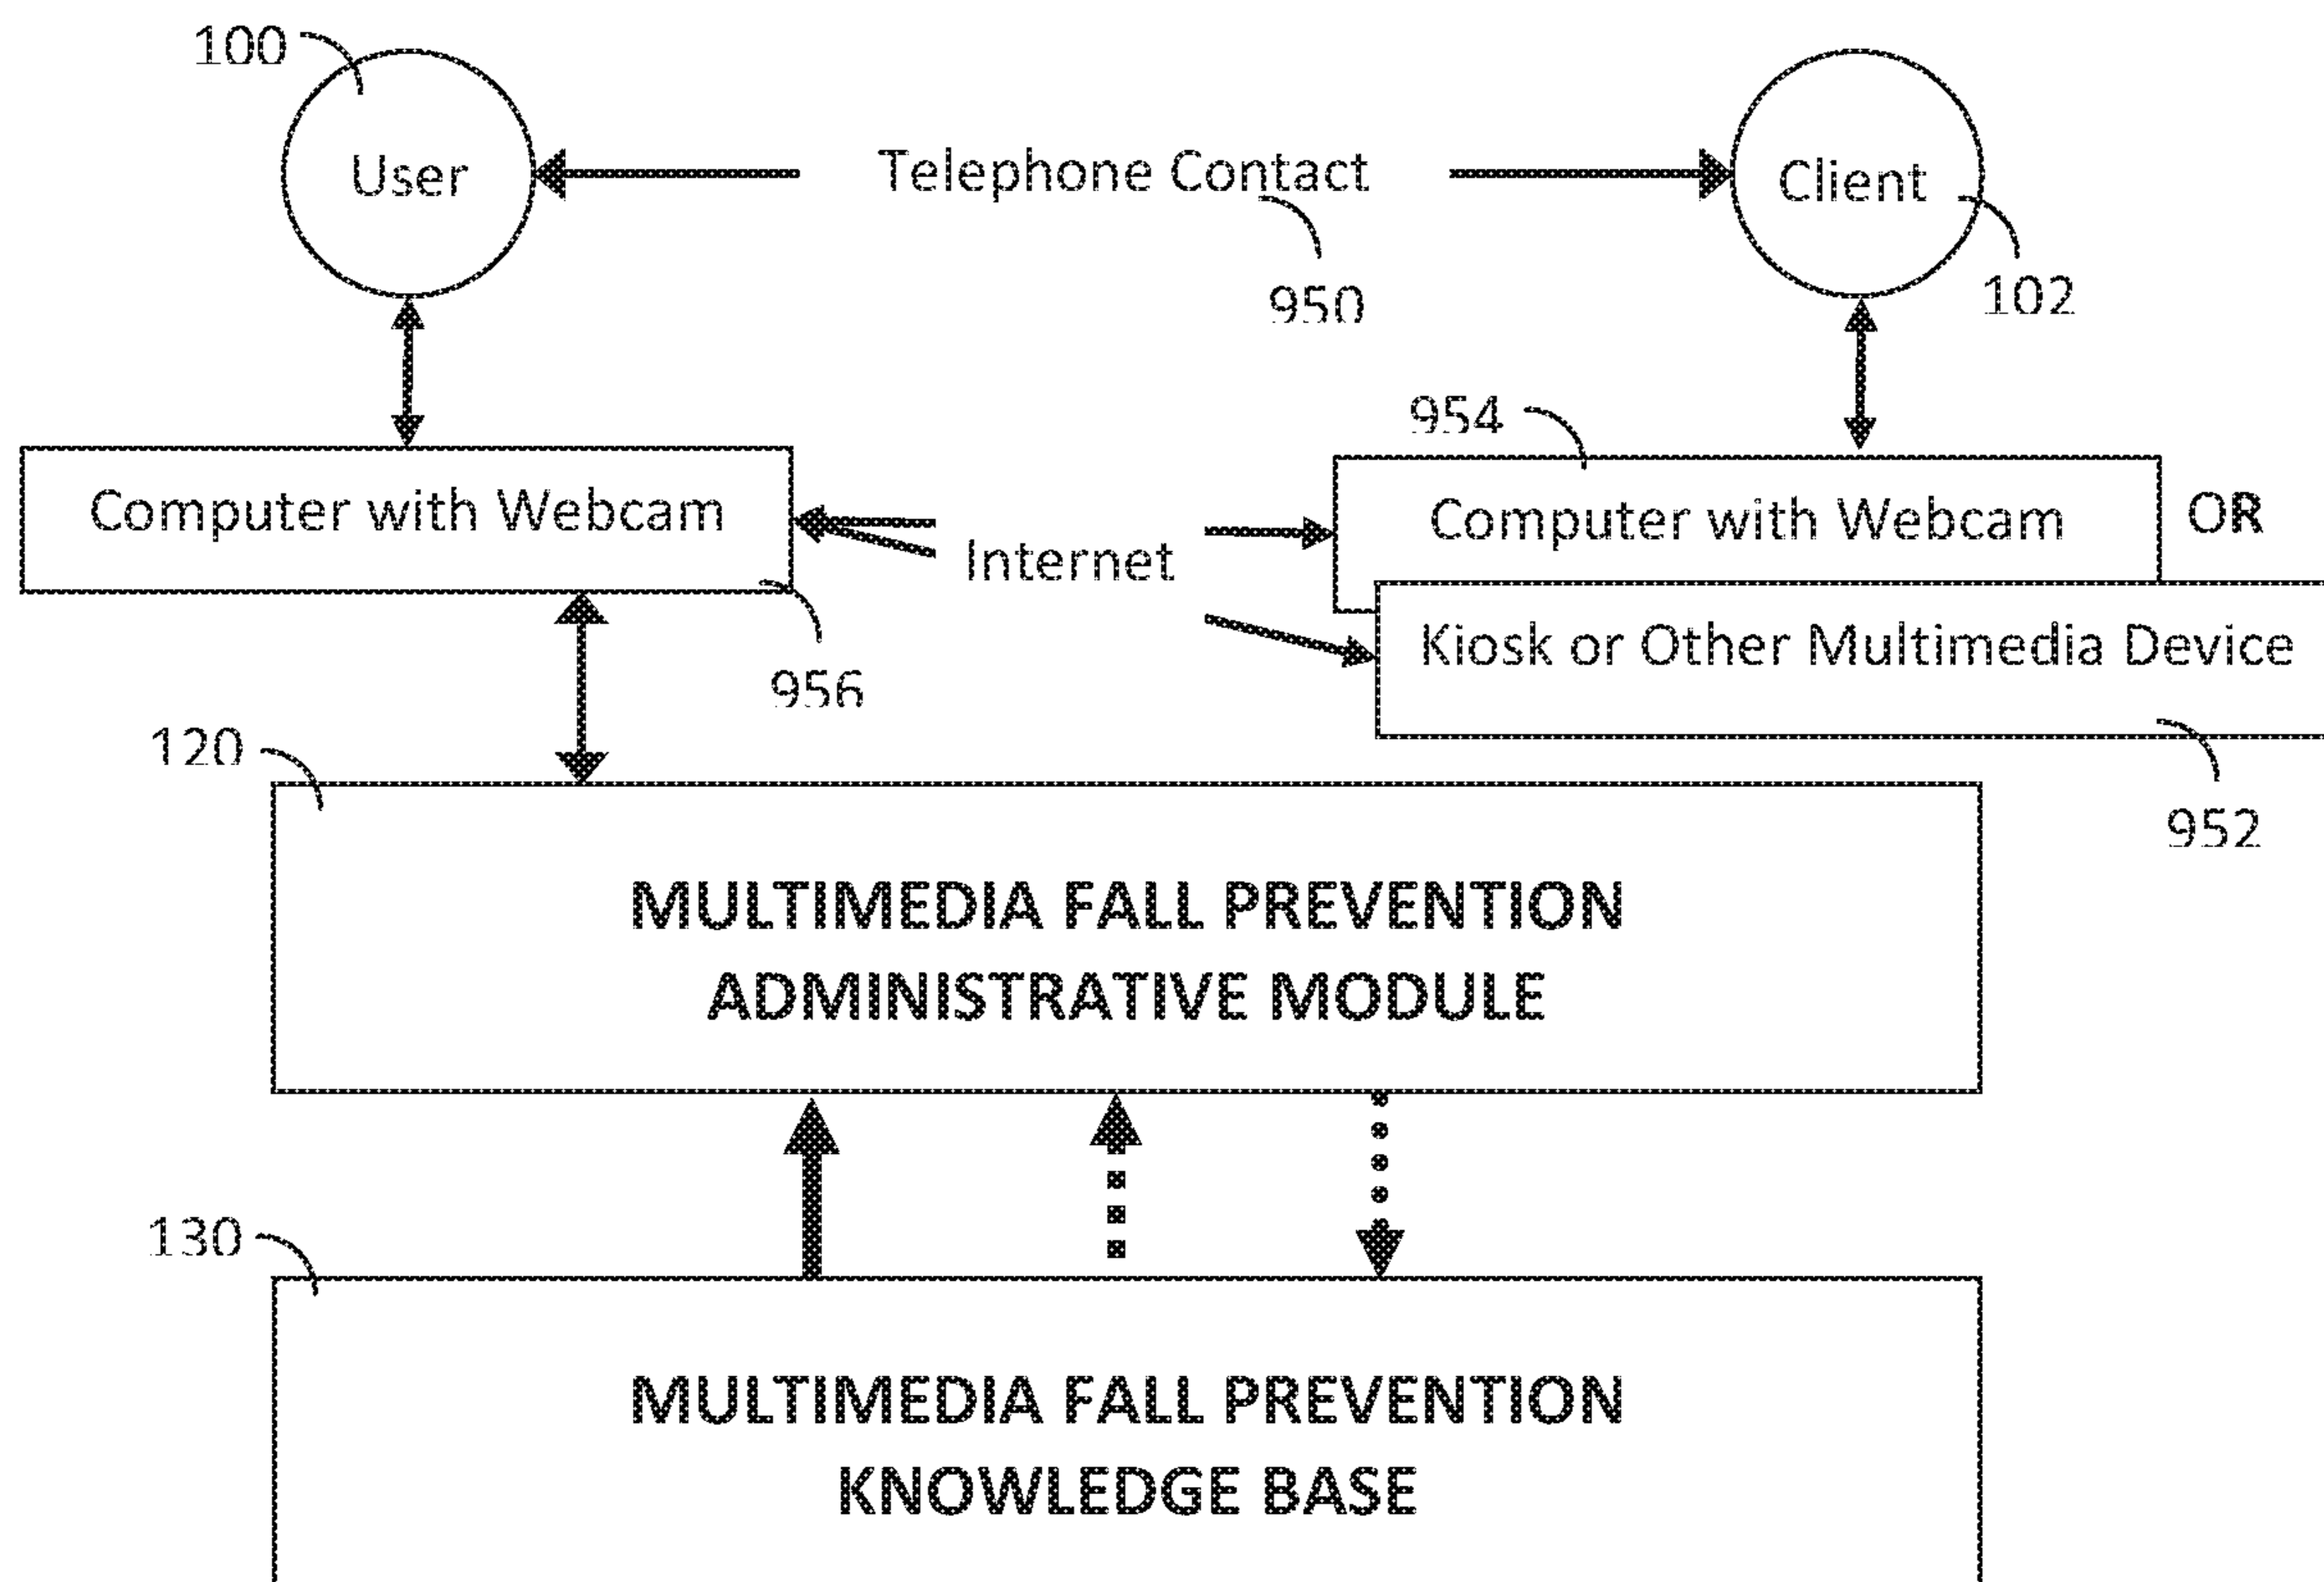 100
User
Telephone Contact
Client
950
102
954
Computer with Webcam
Internet
Computer with Webcam
OR
Kiosk or Other Multimedia Device
956
120
952
MULTIMEDIA FALL PREVENTION
ADMINISTRATIVE MODULE
130
MULTIMEDIA FALL PREVENTION
KNOWLEDGE BASE